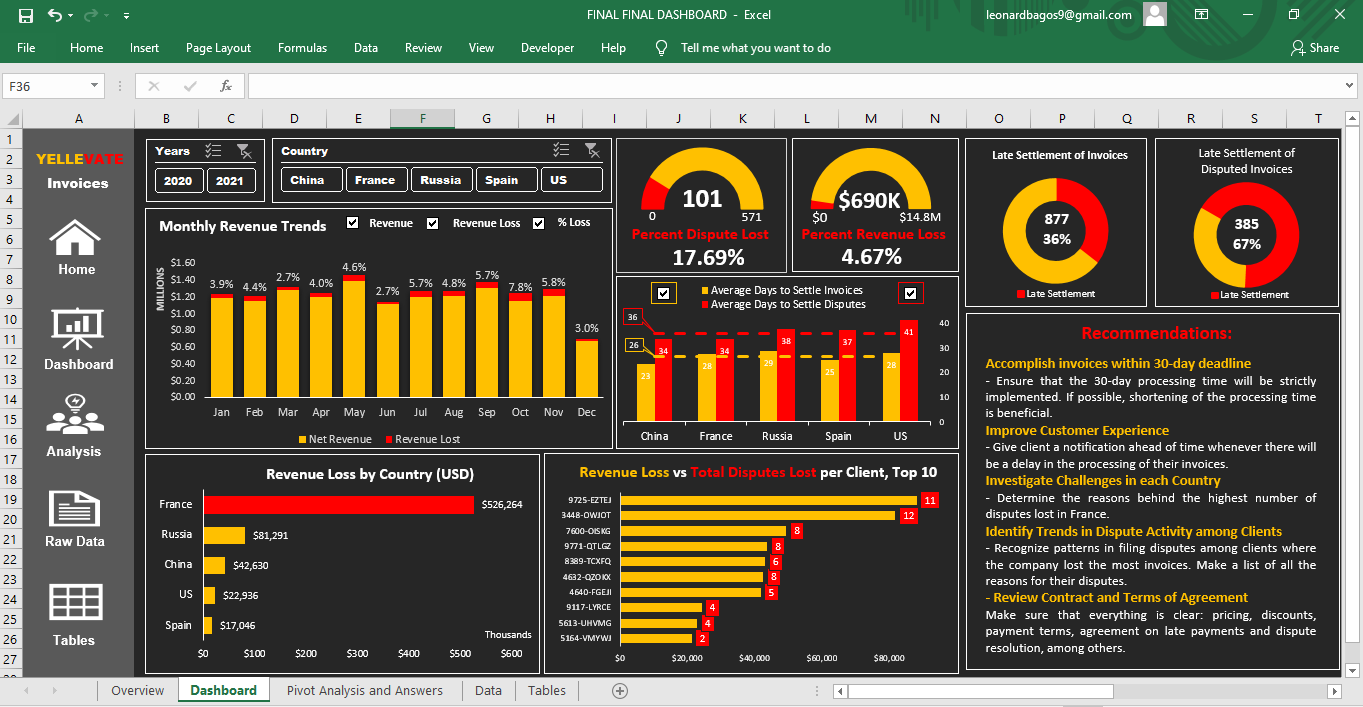 FINAL FINAL DASHBOARD - Excel
leonardbagos9@gmail.com
File Home Insert Page Layout Formulas Data Review View Developer Help Tell me what you want to do Share
F36
fx
A B C D E F G H I J K L M N O P Q R S T
1
2
3
4
5
6
7
8
9
10
11
12
13
14
15
16
17
18
19
20
21
22
23
24
25
26
27
28
YELLEVATE
Invoices
Home
Dashboard
Analysis
Raw Data
Tables
Years
2020 2021
Country
China France Russia Spain US
Monthly Revenue Trends
Revenue Revenue Loss % Loss
MILLIONS
$1.60
$1.40
$1.20
$1.00
$0.80
$0.60
$0.40
$0.20
$0.00
3.9% 4.4% 2.7% 4.0% 4.6% 2.7% 5.7% 4.8% 5.7% 7.8% 5.8% 3.0%
Jan Feb Mar Apr May Jun Jul Aug Sep Oct Nov Dec
Net Revenue Revenue Lost
101
0 571
Percent Dispute Lost
17.69%
$690K
$0 $14.8M
Percent Revenue Loss
4.67%
Late Settlement of Invoices
877
36%
Late Settlement
Late Settlement of
Disputed Invoices
385
67%
Late Settlement
Average Days to Settle Invoices
Average Days to Settle Disputes
36
26
23 34 28 34 29 38 25 37 28 41
40
30
20
10
0
China France Russia Spain US
Revenue Loss by Country (USD)
France $526,264
Russia $81,291
China $42,630
US $22,936
Spain $17,046
Thousands
$0 $100 $200 $300 $400 $500 $600
Revenue Loss vs Total Disputes Lost per Client, Top 10
9725-EZTEJ 11
3448-OWJOT 12
7600-OISKG 8
9771-QTLGZ 8
8389-TCXFQ 6
4632-QZOKX 8
4640-FGEJI 5
9117-LYRCE 4
5613-UHVMG 4
5164-VMYWJ 2
$0 $20,000 $40,000 $60,000 $80,000
Recommendations:
Accomplish invoices within 30-day deadline
- Ensure that the 30-day processing time will be strictly
implemented. If possible, shortening of the processing time
is beneficial.
Improve Customer Experience
- Give client a notification ahead of time whenever there will
be a delay in the processing of their invoices.
Investigate Challenges in each Country
- Determine the reasons behind the highest number of
disputes lost in France.
Identify Trends in Dispute Activity among Clients
- Recognize patterns in filing disputes among clients where
the company lost the most invoices. Make a list of all the
reasons for their disputes.
- Review Contract and Terms of Agreement
Make sure that everything is clear: pricing, discounts,
payment terms, agreement on late payments and dispute
resolution, among others.
Overview Dashboard Pivot Analysis and Answers Data Tables